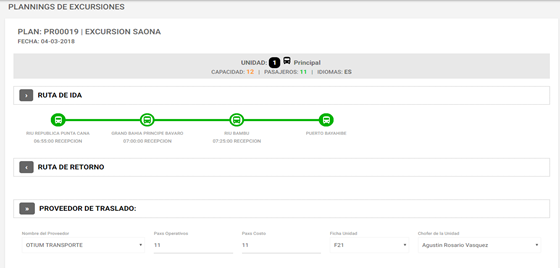 PLANNINGS DE EXCURSIONES
PLAN: PR00019 | EXCURSION SAONA
FECHA: 04-03-2018
UNIDAD: 1 Principal
CAPACIDAD: 12 | PASAJEROS: 11 | IDIOMAS: ES
RUTA DE IDA
RIU REPUBLICA PUNTA CANA
06:55:00 RECEPCION
GRAND BAHIA PRINCIPE BAVARO
07:00:00 RECEPCION
RIU BAMBU
07:25:00 RECEPCION
PUERTO BAYAHIBE
RUTA DE RETORNO
PROVEEDOR DE TRASLADO:
Nombre del Proveedor
OTIUM TRANSPORTE
Paxs Operativos
11
Paxs Costo
11
Ficha Unidad
F21
Chofer de la Unidad
Agustin Rosario Vasquez